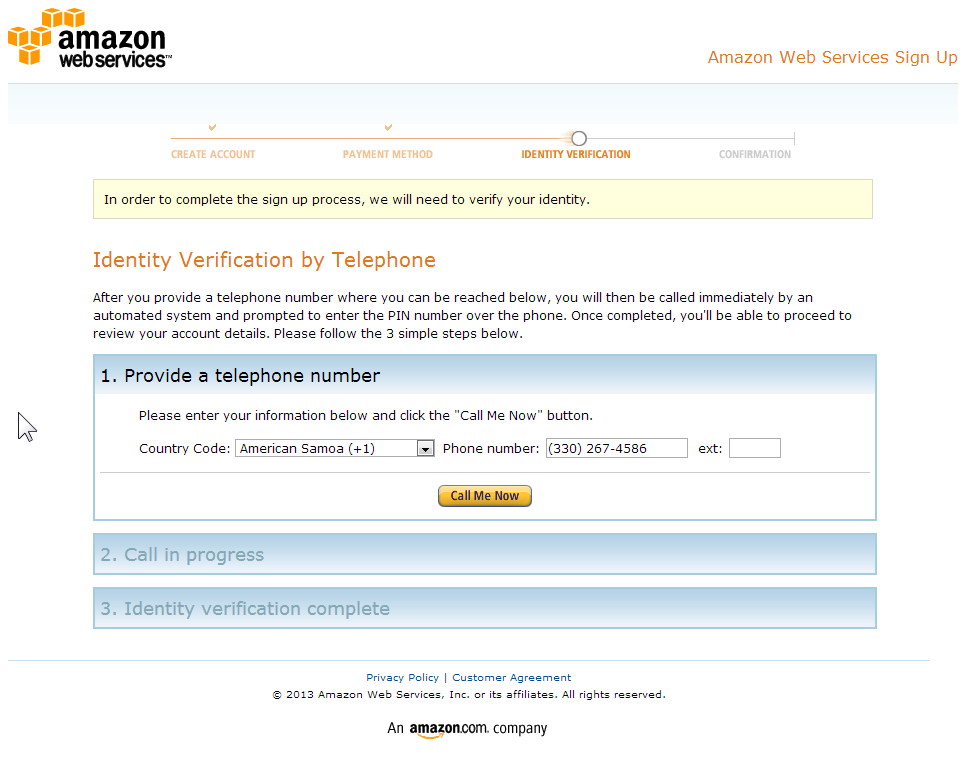 amazon
web services™
Amazon Web Services Sign Up
CREATE ACCOUNT
PAYMENT METHOD
IDENTITY VERIFICATION
CONFIRMATION
In order to complete the sign up process, we will need to verify your identity.
Identity Verification by Telephone
After you provide a telephone number where you can be reached below, you will then be called immediately by an
automated system and prompted to enter the PIN number over the phone. Once completed, you'll be able to proceed to
review your account details. Please follow the 3 simple steps below.
1. Provide a telephone number
Please enter your information below and click the "Call Me Now" button.
Country Code: American Samoa (+1) Phone number: (330) 267-4586 ext:
Call Me Now
2. Call in progress
3. Identity verification complete
Privacy Policy | Customer Agreement
© 2013 Amazon Web Services, Inc. or its affiliates. All rights reserved.
An amazon.com. company